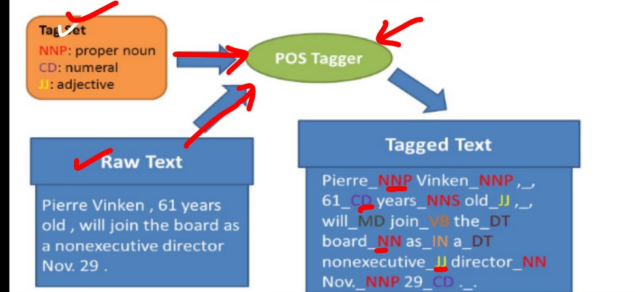 Tag Set
NNP: proper noun
CD: numeral
JJ: adjective
POS Tagger
Raw Text
Pierre Vinken , 61 years
old , will join the board as
a nonexecutive director
Nov. 29 .
Tagged Text
Pierre_NNP Vinken_NNP ,_,
61_CD years_NNS old_JJ ,_,
will_MD join_VB the_DT
board_NN as_IN a_DT
nonexecutive_JJ director_NN
Nov._NNP 29_CD ._.